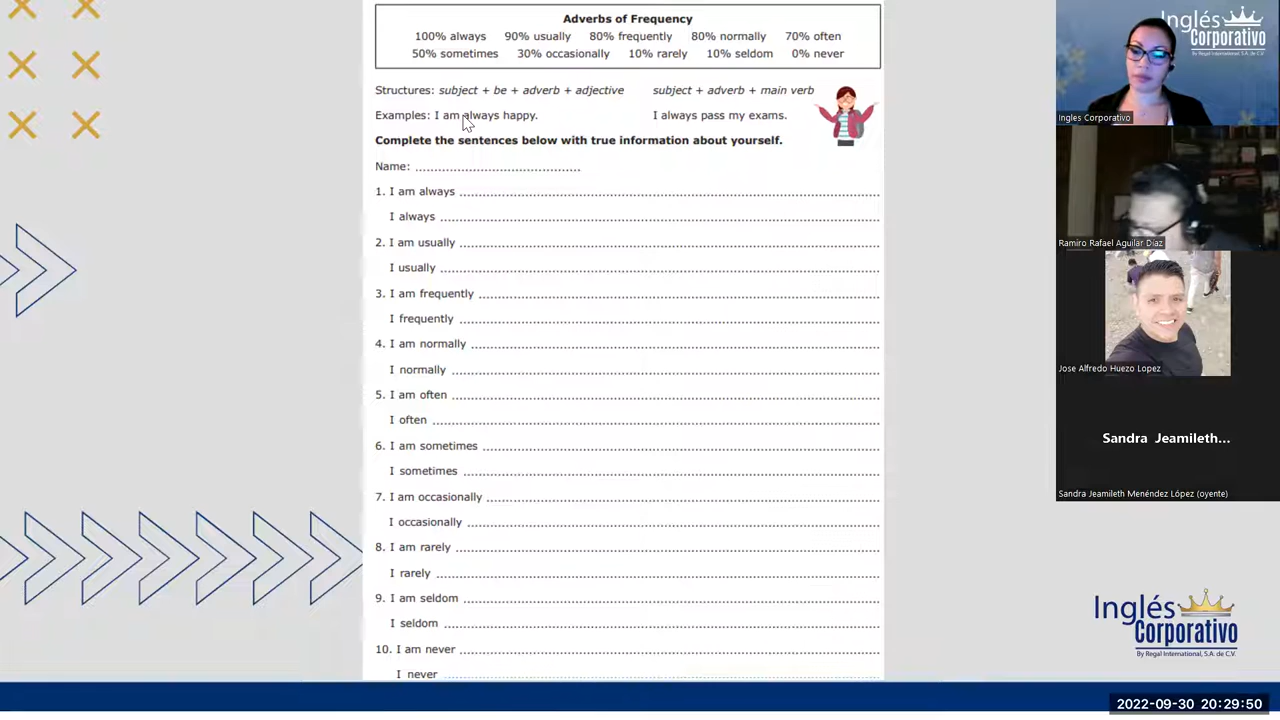 Adverbs of Frequency
100% always 90% usually 80% frequently 80% normally 70% often
50% sometimes 30% occasionally 10% rarely 10% seldom 0% never
Structures: subject + be + adverb + adjective subject + adverb + main verb
Examples: I am always happy. I always pass my exams.
Complete the sentences below with true information about yourself.
Name: ..........................................
1. I am always ..........................................
I always ..........................................
2. I am usually ..........................................
I usually ..........................................
3. I am frequently ..........................................
I frequently ..........................................
4. I am normally ..........................................
I normally ..........................................
5. I am often ..........................................
I often ..........................................
6. I am sometimes ..........................................
I sometimes ..........................................
7. I am occasionally ..........................................
I occasionally ..........................................
8. I am rarely ..........................................
I rarely ..........................................
9. I am seldom ..........................................
I seldom ..........................................
10. I am never ..........................................
I never ..........................................
Inglés
Corporativo
By Regal International, S.A. de C.V.
Ingles Corporativo
Ramiro Rafael Aguilar Diaz
Jose Alfredo Huezo Lopez
Sandra Jeamileth...
Sandra Jeamileth Menéndez López (oyente)
Inglés
Corporativo
By Regal International, S.A. de C.V.
2022-09-30 20:29:50